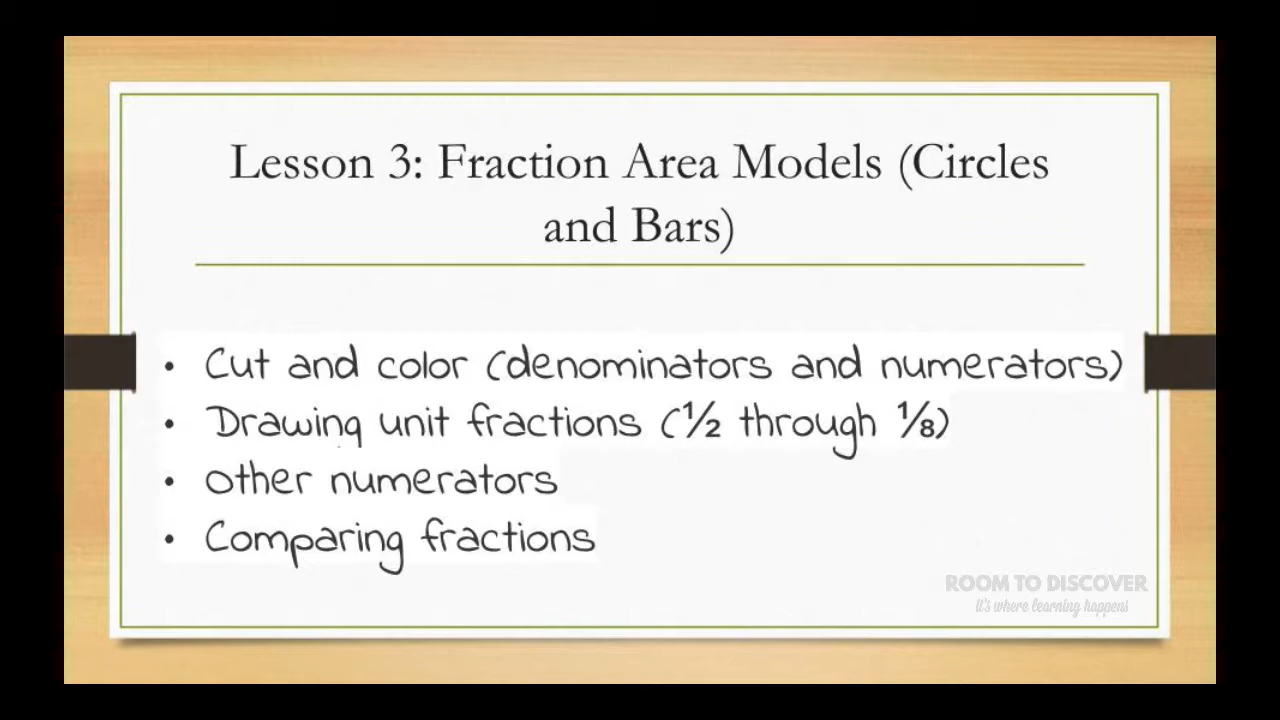 Lesson 3: Fraction Area Models (Circles
and Bars)
• Cut and color (denominators and numerators)
• Drawing unit fractions (½ through ⅛)
• Other numerators
• Comparing fractions
ROOM TO DISCOVER
it's where learning happens